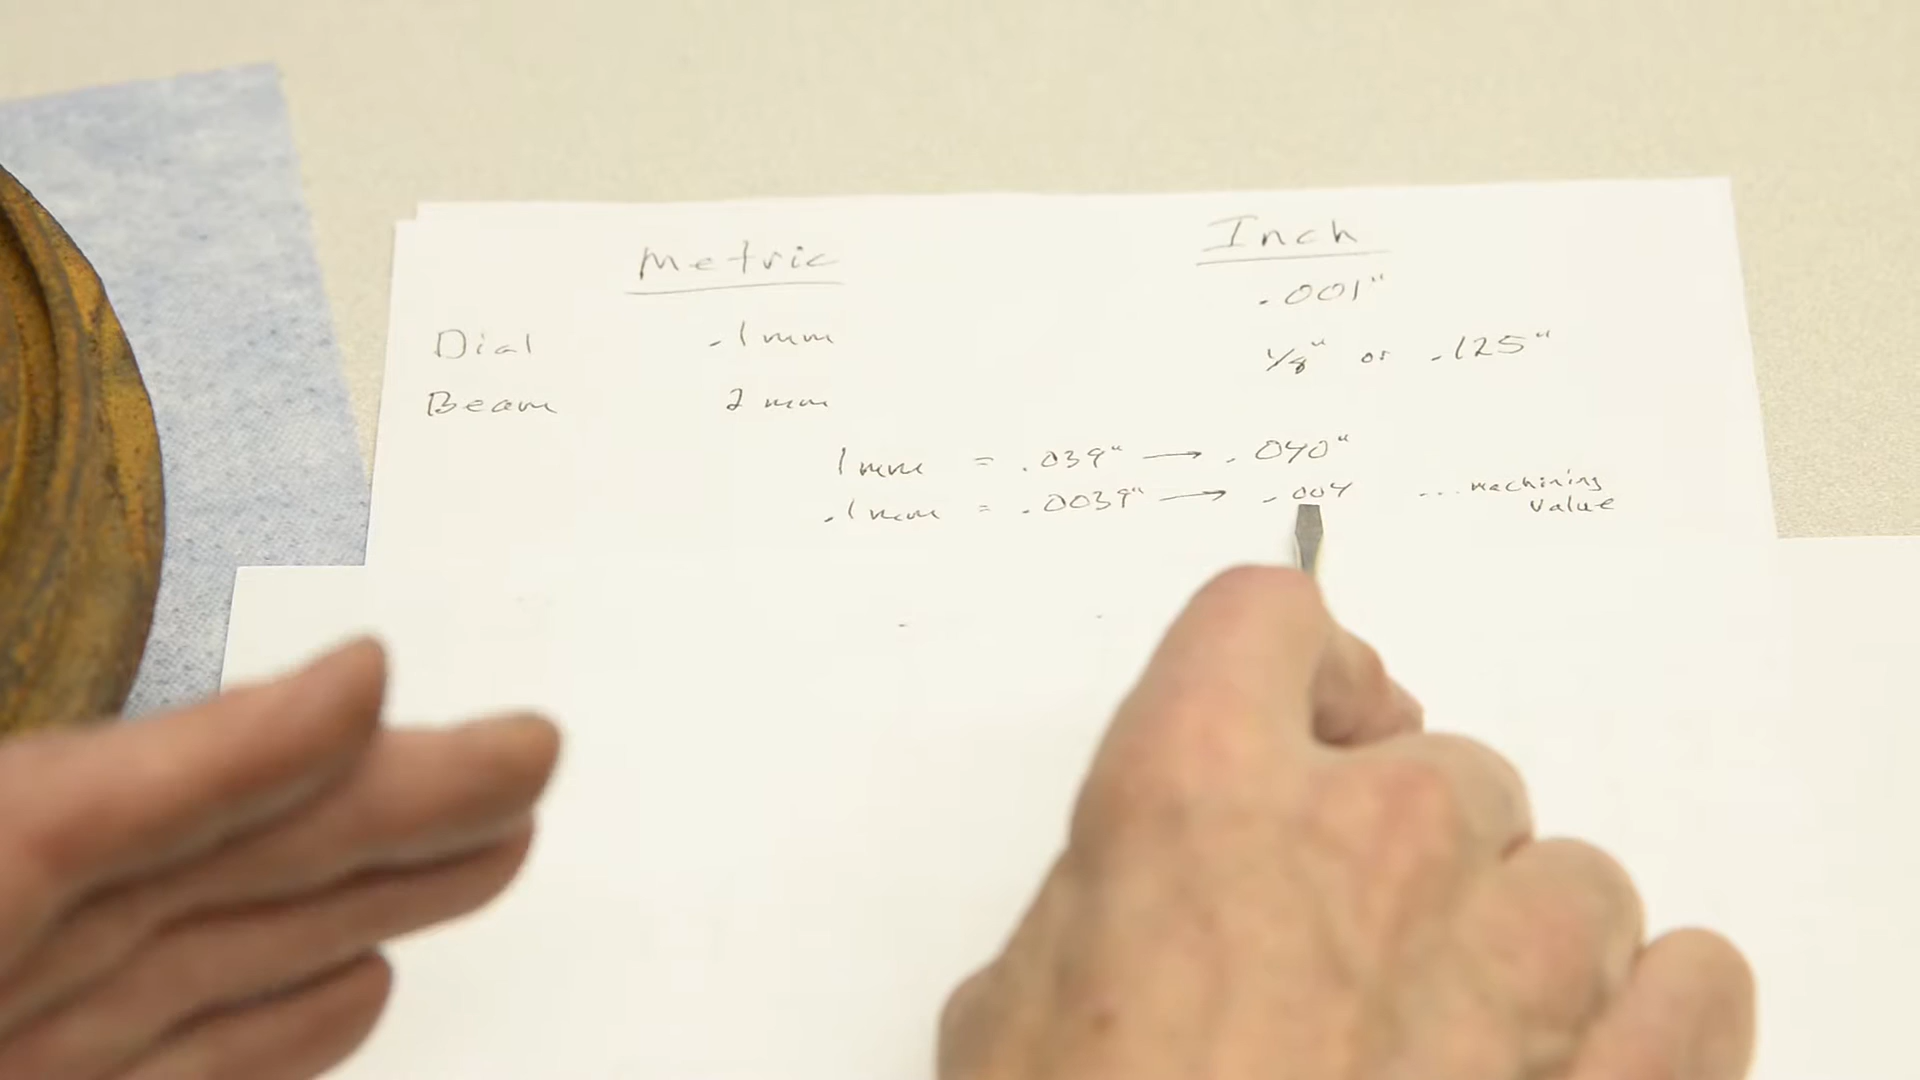 Metric Inch
.001"
Dial .1mm 1/8" or .125"
Beam 2 mm
1mm = .039" → .040"
.1mm = .0039" → .004 ... machining
value